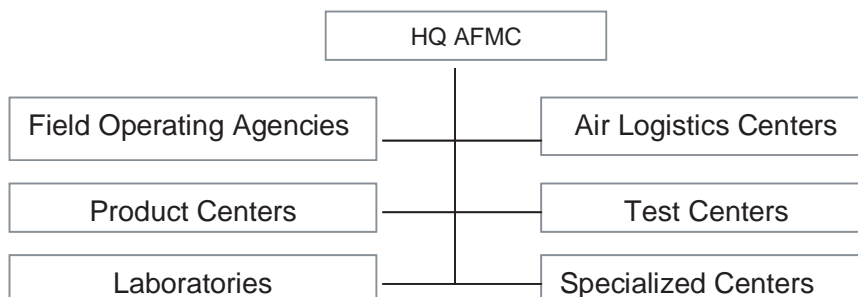 HQ AFMC
Field Operating Agencies
Air Logistics Centers
Product Centers
Test Centers
Laboratories
Specialized Centers